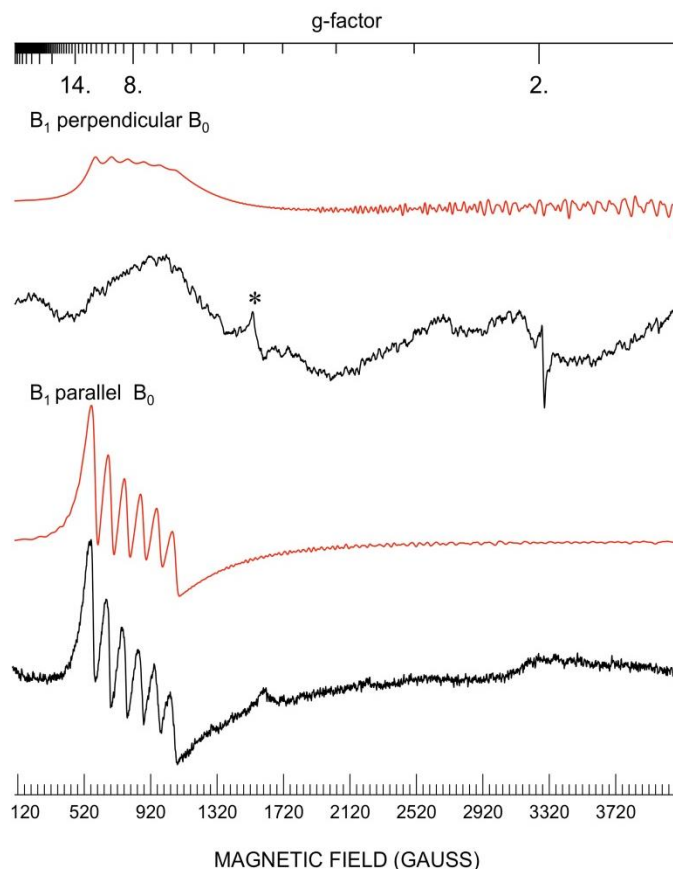 g-factor
14. 8. 2.
B₁ perpendicular B₀
*
B₁ parallel B₀
120 520 920 1320 1720 2120 2520 2920 3320 3720
MAGNETIC FIELD (GAUSS)